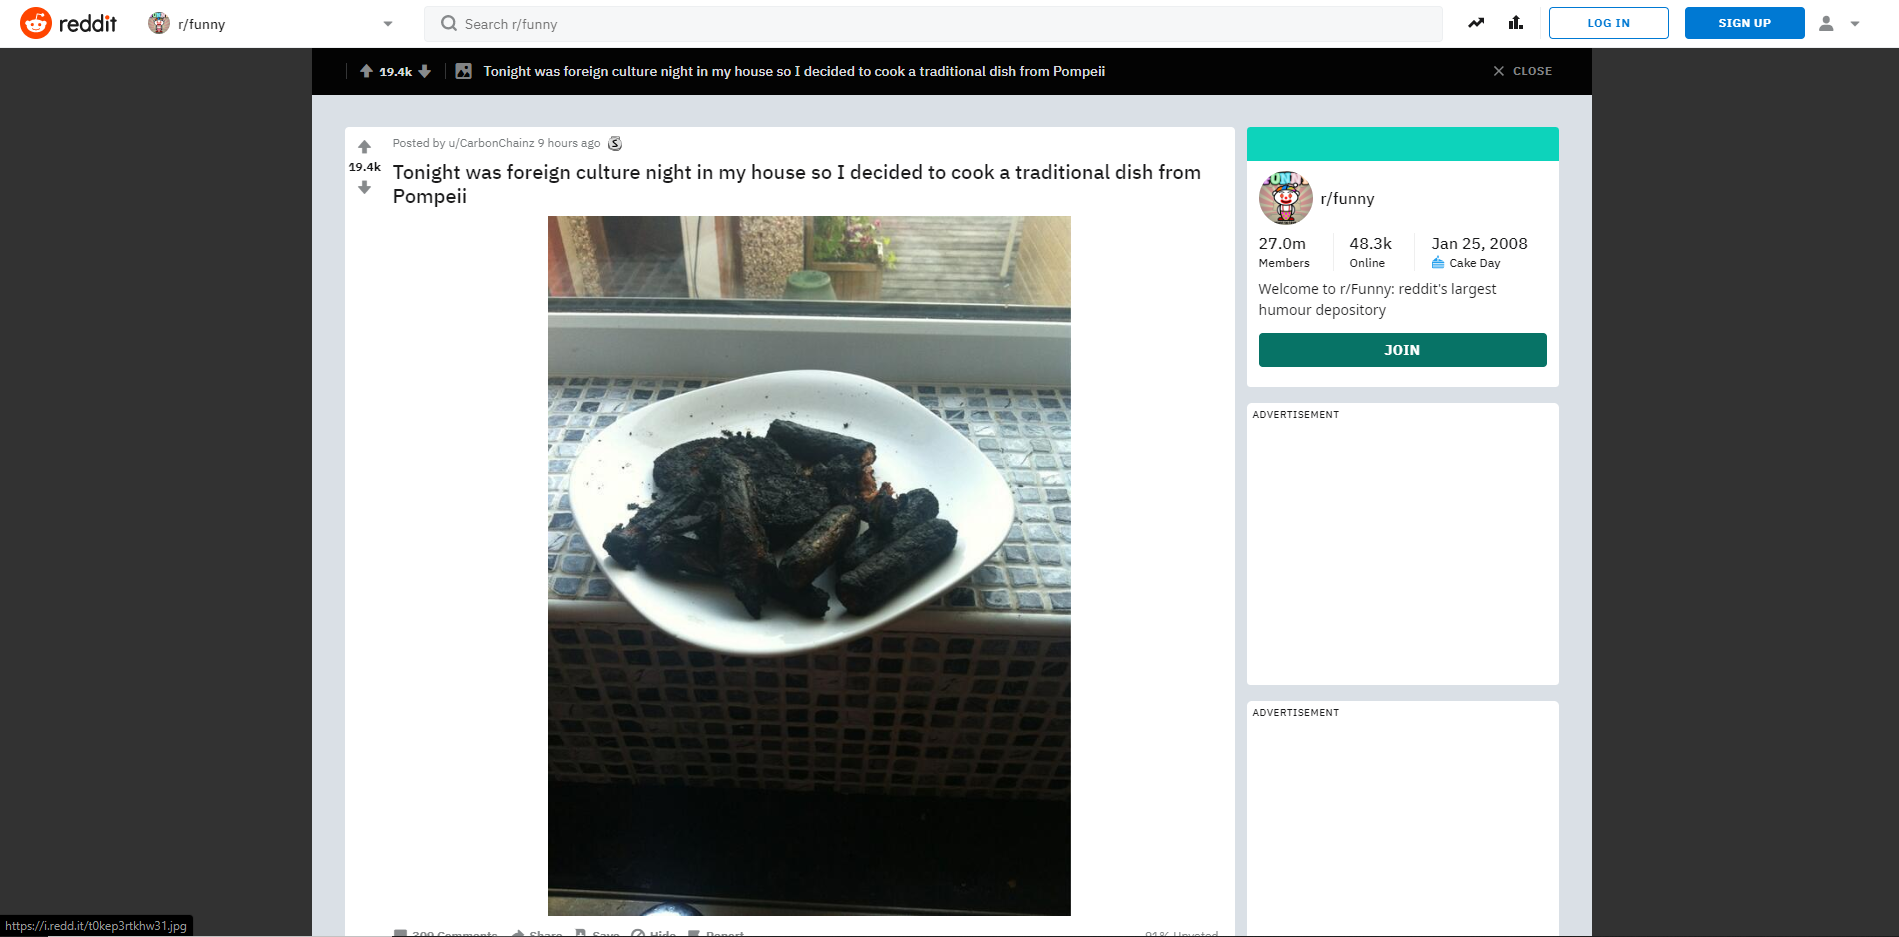 reddit
r/funny
Search r/funny
LOG IN
SIGN UP
19.4k
Tonight was foreign culture night in my house so I decided to cook a traditional dish from Pompeii
CLOSE
Posted by u/CarbonChainz 9 hours ago
S
19.4k
Tonight was foreign culture night in my house so I decided to cook a traditional dish from
Pompeii
r/funny
27.0m
Members
48.3k
Online
Jan 25, 2008
Cake Day
Welcome to r/Funny: reddit's largest
humour depository
JOIN
ADVERTISEMENT
ADVERTISEMENT
309 Comments
Share
Save
Hide
Report
91% Upvoted
https://i.redd.it/t0kep3rtkhw31.jpg